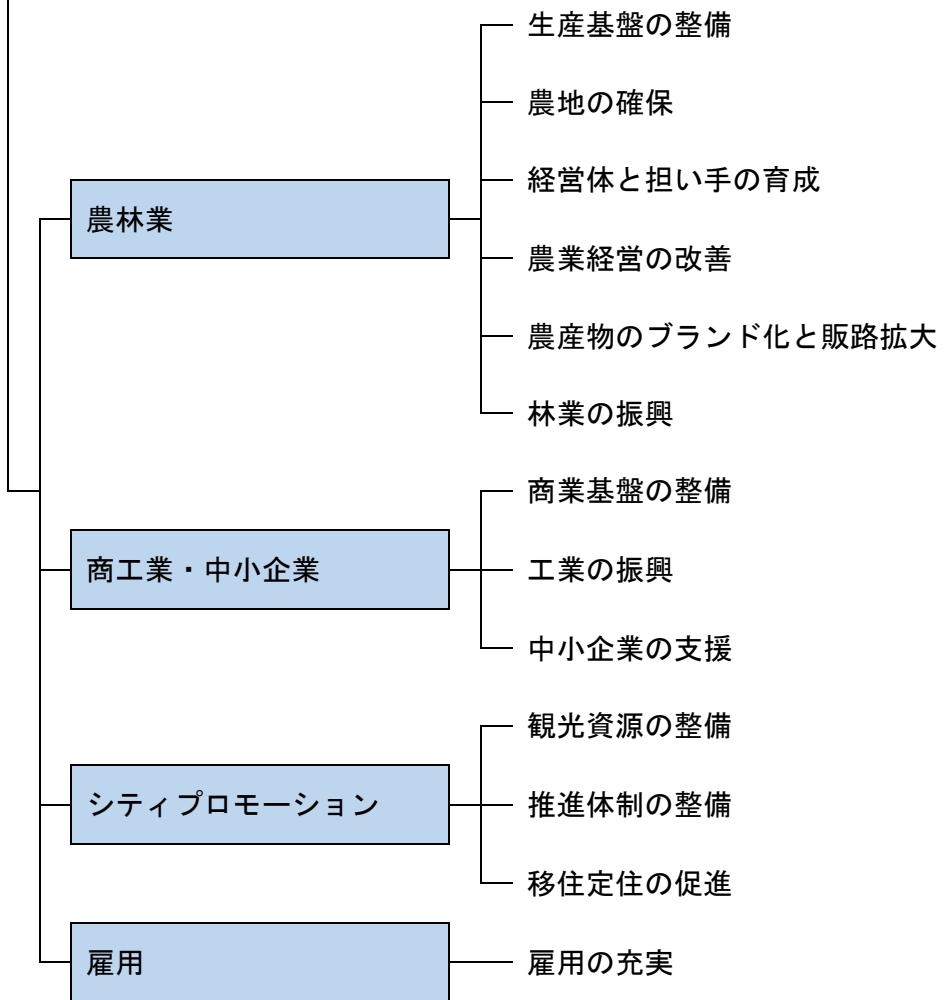 農林業
生産基盤の整備
農地の確保
経営体と担い手の育成
農業経営の改善
農産物のブランド化と販路拡大
林業の振興
商工業・中小企業
商業基盤の整備
工業の振興
中小企業の支援
シティプロモーション
観光資源の整備
推進体制の整備
移住定住の促進
雇用
雇用の充実